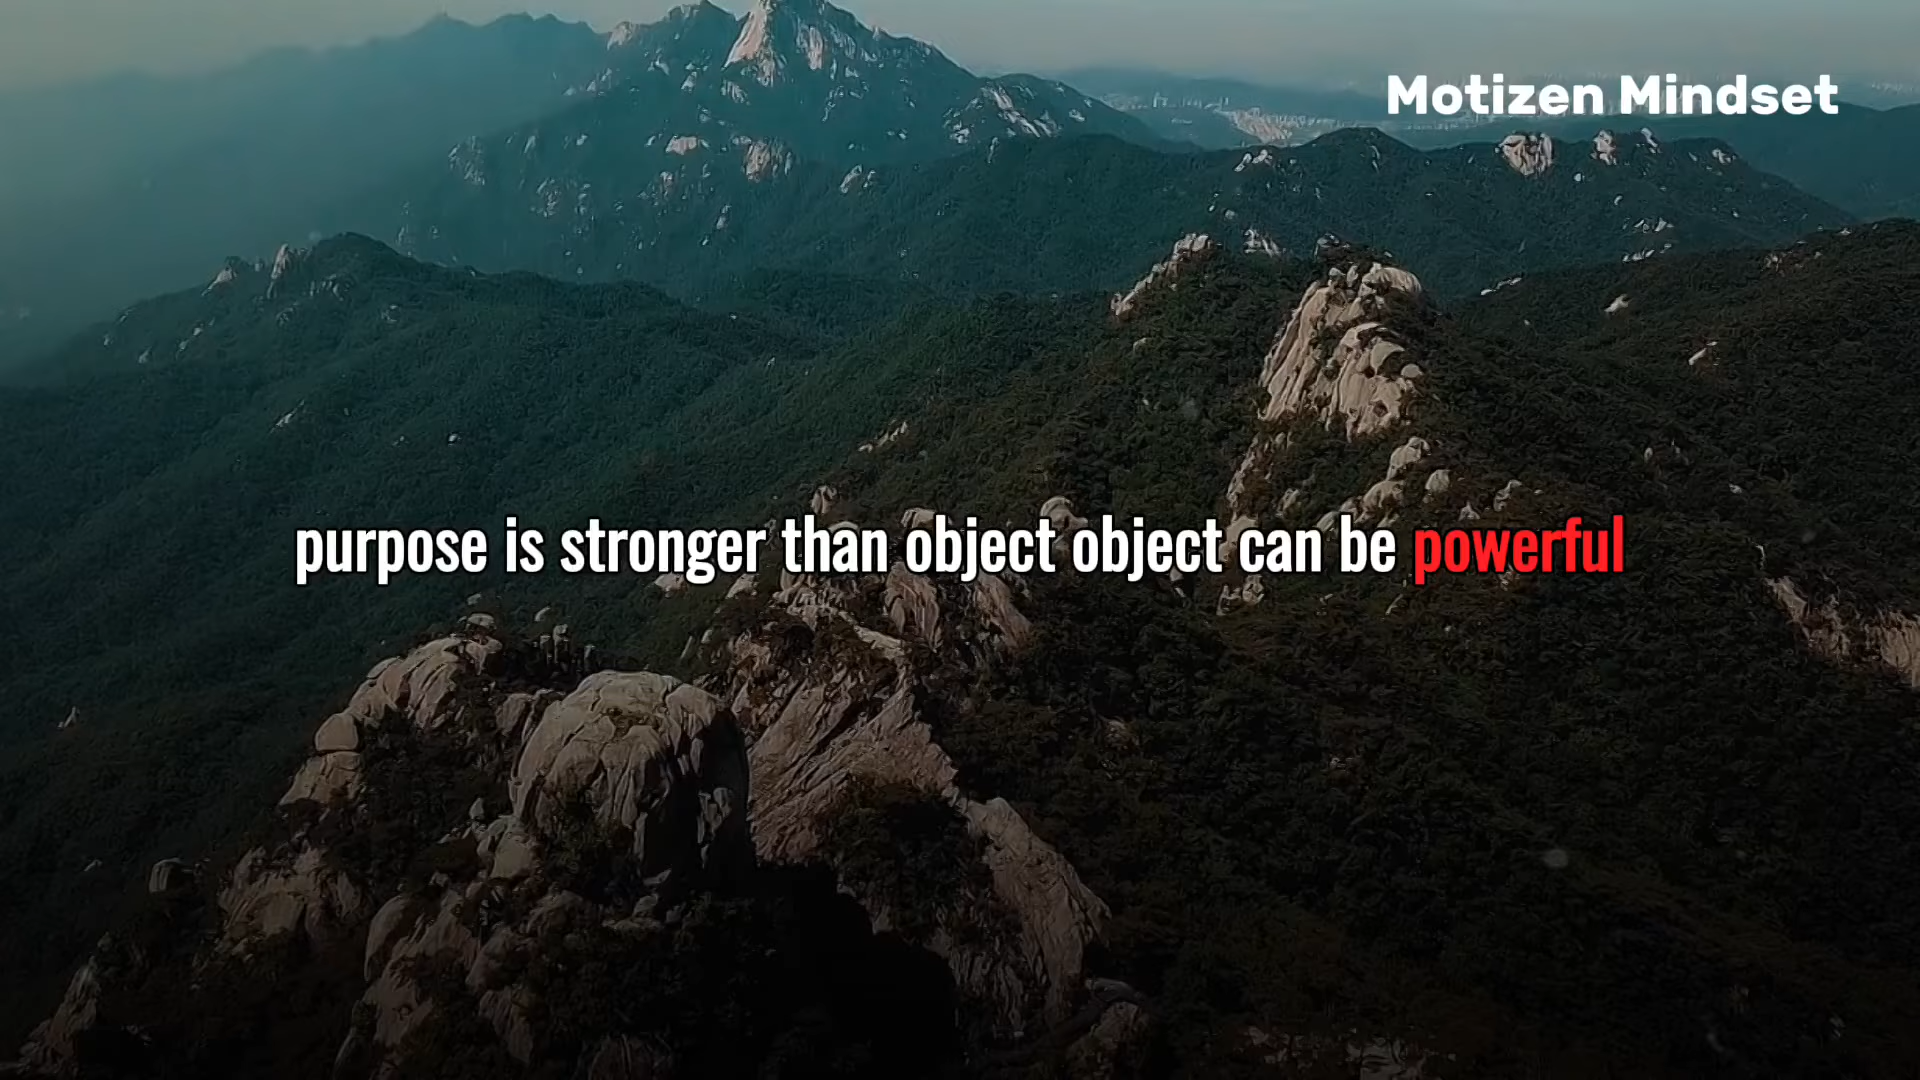 Motizen Mindset
purpose is stronger than object object can be powerful